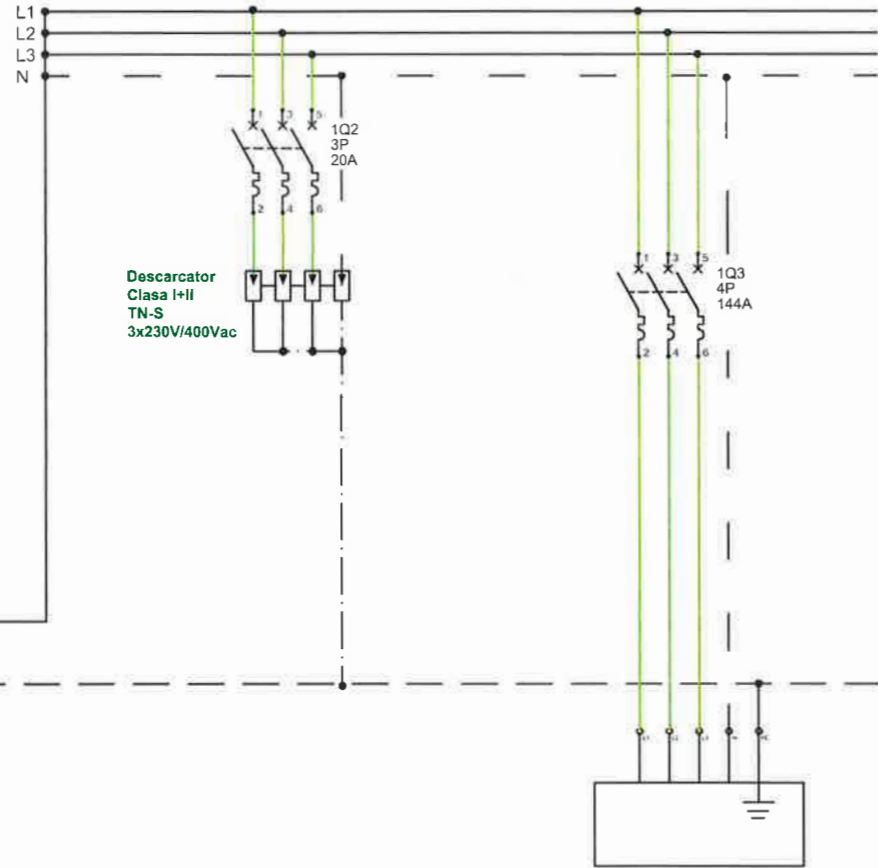 L1
L2
L3
N
1 3 5
1Q2
3P
20A
2 4 6
Descarcator
Clasa I+II
TN-S
3x230V/400Vac
1 3 5
1Q3
4P
144A
2 4 6